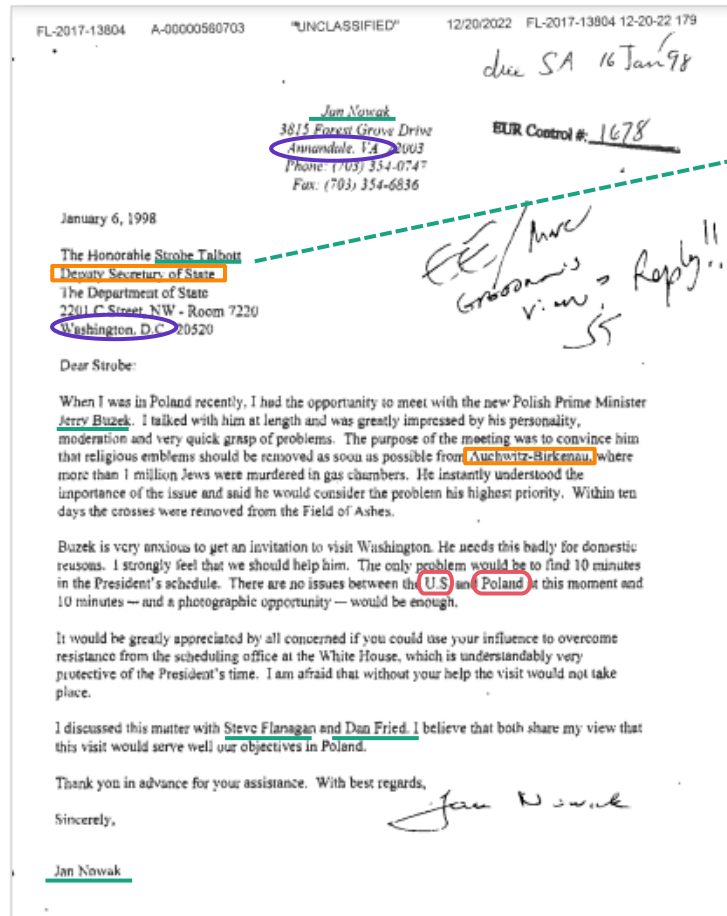 FL-2017-13804 A-00000560703 "UNCLASSIFIED" 12/20/2022 FL-2017-13804 12-20-22 179
due SA 16 Jan '98
Jan Nowak
3815 Forest Grove Drive
Annandale, VA 22003
Phone: (703) 354-0747
Fax: (703) 354-6836
EUR Control #: 1678
January 6, 1998
The Honorable Strobe Talbott
Deputy Secretary of State
The Department of State
2201 C Street, NW - Room 7220
Washington, D.C. 20520
EE/
views
Reply!!
Dear Strobe:
When I was in Poland recently, I had the opportunity to meet with the new Polish Prime Minister
Jerry Buzek. I talked with him at length and was greatly impressed by his personality,
moderation and very quick grasp of problems. The purpose of the meeting was to convince him
that religious emblems should be removed as soon as possible from Auchwitz-Birkenau, where
more than 1 million Jews were murdered in gas chambers. He instantly understood the
importance of the issue and said he would consider the problem his highest priority. Within ten
days the crosses were removed from the Field of Ashes.
Buzek is very anxious to get an invitation to visit Washington. He needs this badly for domestic
reasons. I strongly feel that we should help him. The only problem would be to find 10 minutes
in the President's schedule. There are no issues between the U.S. and Poland at this moment and
10 minutes — and a photographic opportunity — would be enough.
It would be greatly appreciated by all concerned if you could use your influence to overcome
resistance from the scheduling office at the White House, which is understandably very
protective of the President's time. I am afraid that without your help the visit would not take
place.
I discussed this matter with Steve Flanagan and Dan Fried. I believe that both share my view that
this visit would serve well our objectives in Poland.
Thank you in advance for your assistance. With best regards,
Jan Nowak
Sincerely,
Jan Nowak